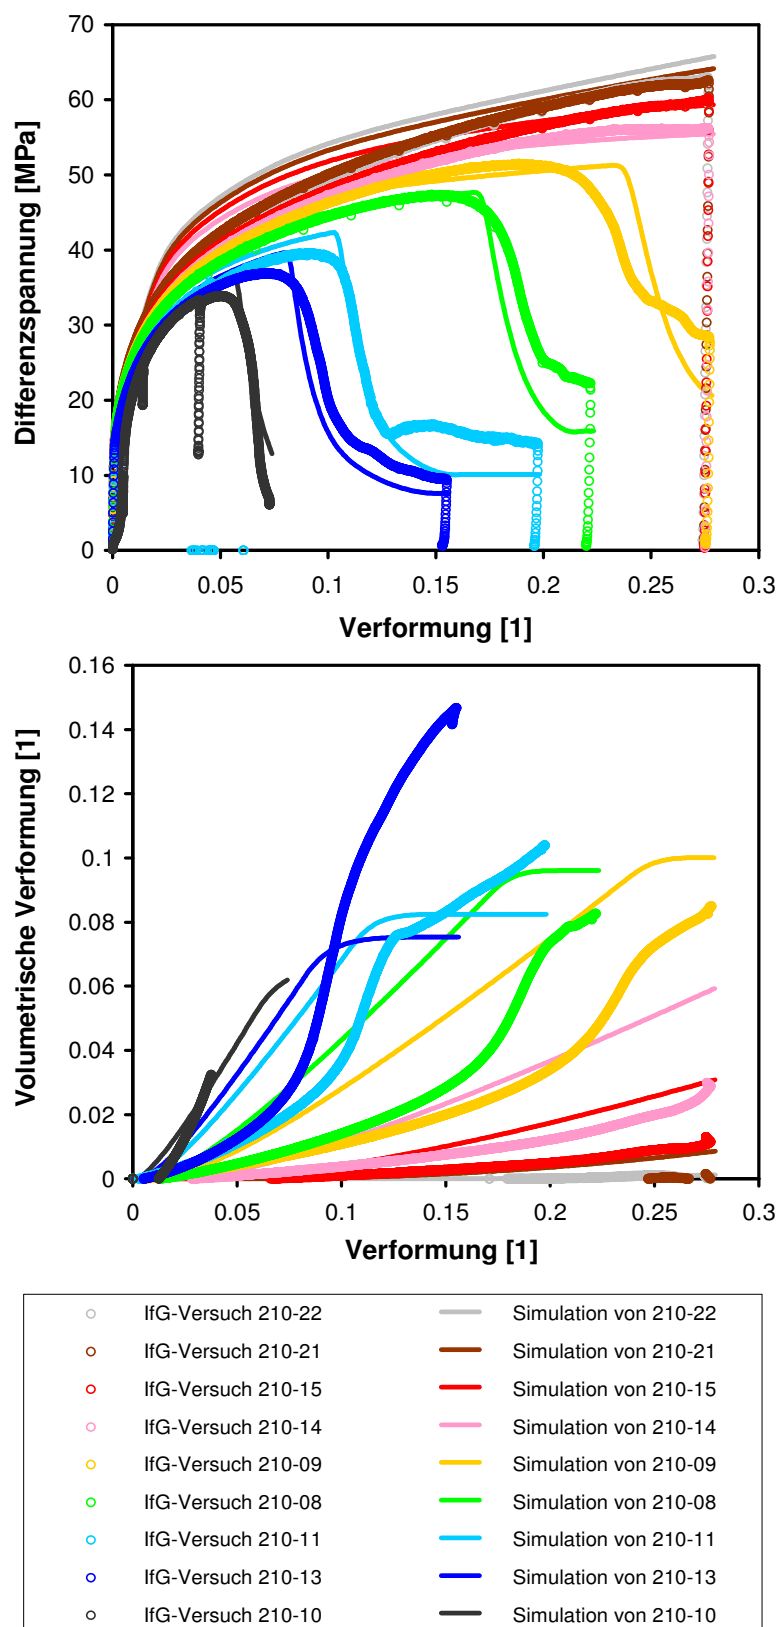 70
60
50
40
30
20
10
0
Differenzspannung [MPa]
0 0.05 0.1 0.15 0.2 0.25 0.3
Verformung [1]
0.16
0.14
0.12
0.1
0.08
0.06
0.04
0.02
0
Volumetrische Verformung [1]
0 0.05 0.1 0.15 0.2 0.25 0.3
Verformung [1]
IfG-Versuch 210-22 Simulation von 210-22
IfG-Versuch 210-21 Simulation von 210-21
IfG-Versuch 210-15 Simulation von 210-15
IfG-Versuch 210-14 Simulation von 210-14
IfG-Versuch 210-09 Simulation von 210-09
IfG-Versuch 210-08 Simulation von 210-08
IfG-Versuch 210-11 Simulation von 210-11
IfG-Versuch 210-13 Simulation von 210-13
IfG-Versuch 210-10 Simulation von 210-10